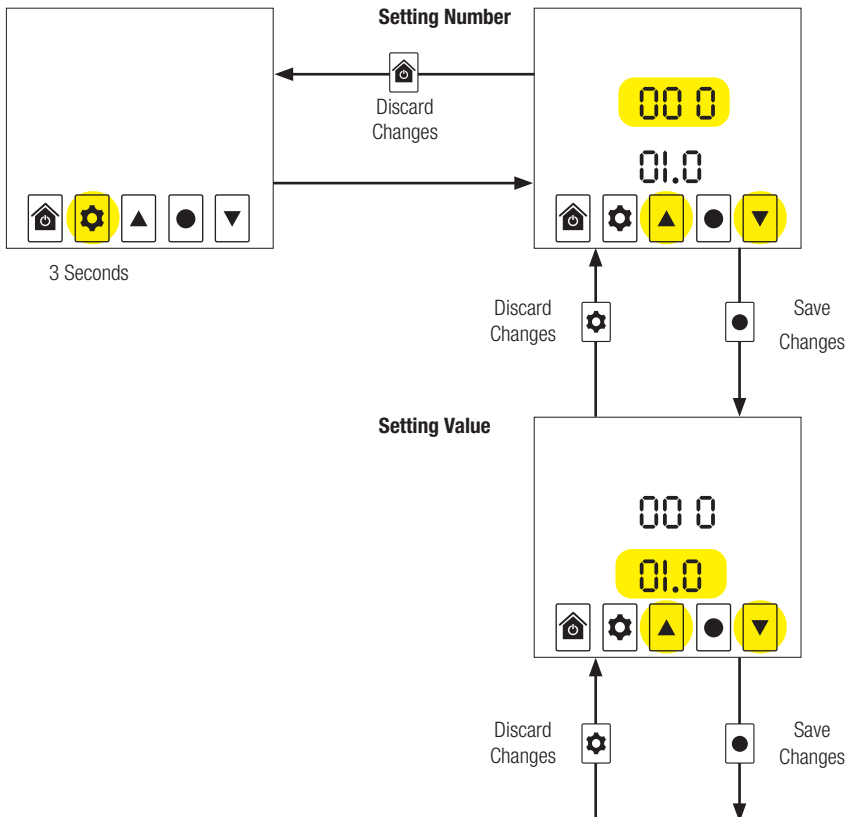 Setting Number
Discard
Changes
00 0
01.0
3 Seconds
Discard
Changes
Save
Changes
Setting Value
00 0
01.0
Discard
Changes
Save
Changes